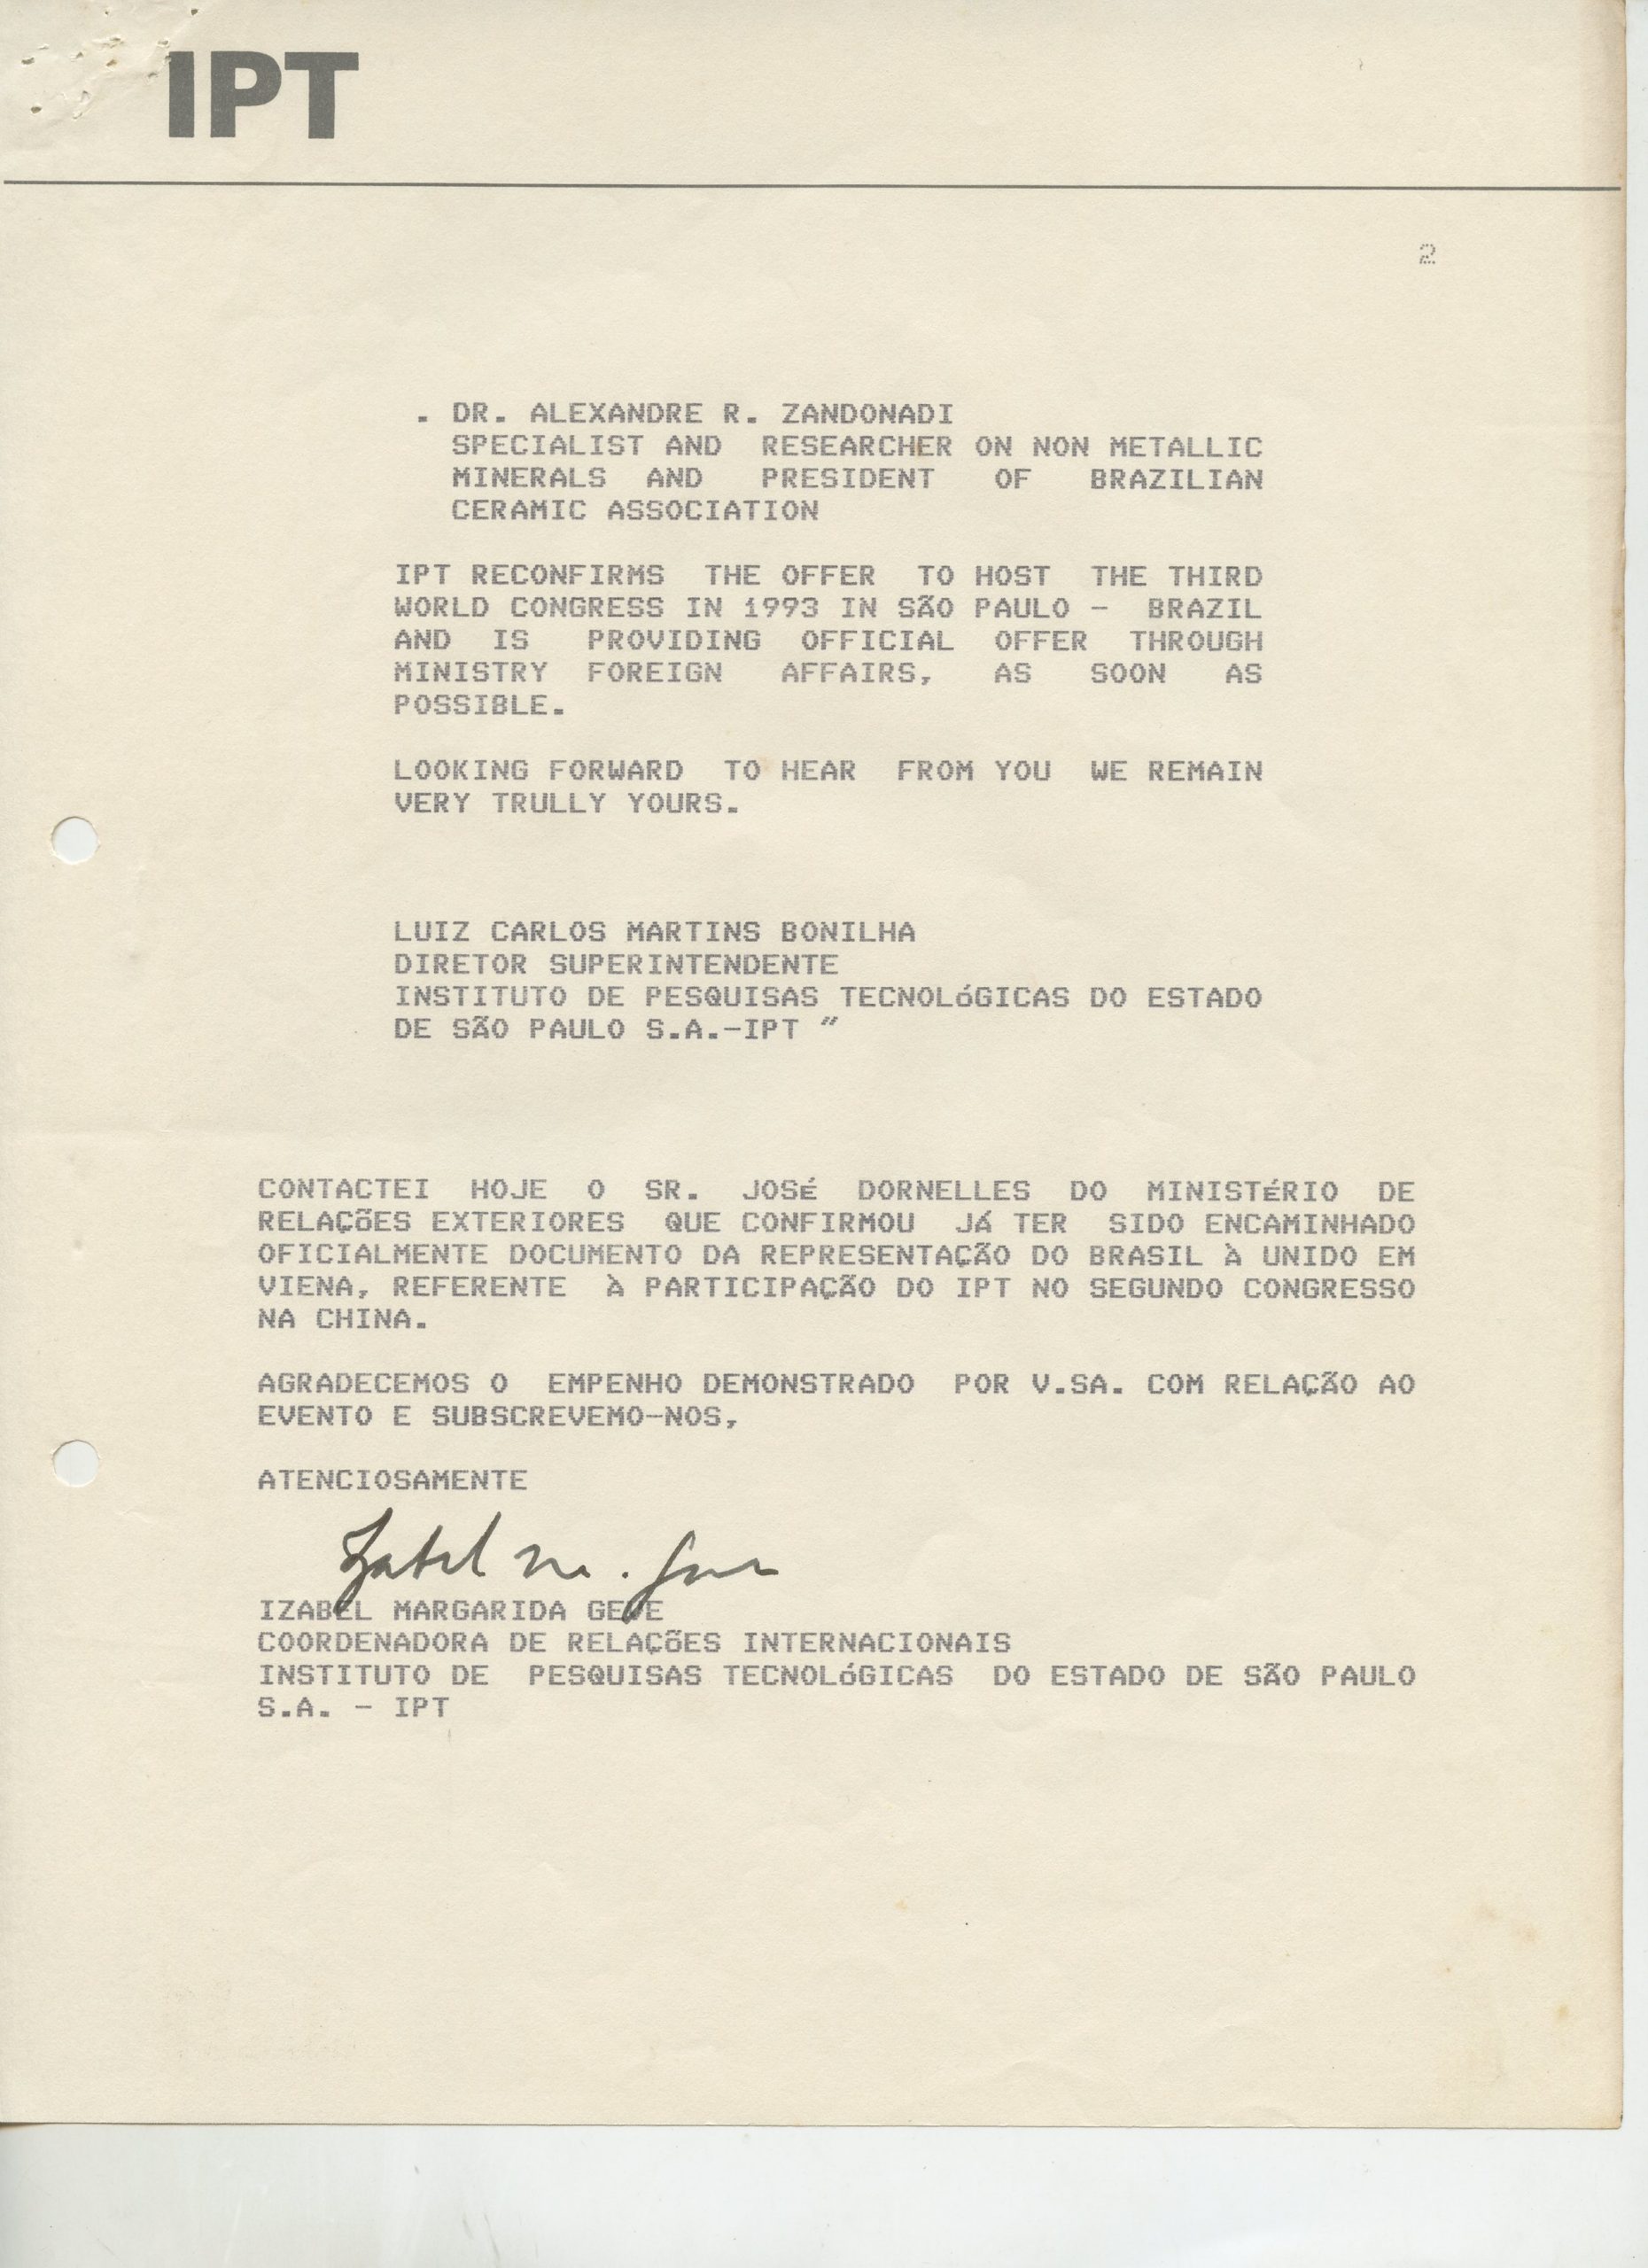 IPT
2
. DR. ALEXANDRE R. ZANDONADI
SPECIALIST AND RESEARCHER ON NON METALLIC
MINERALS AND PRESIDENT OF BRAZILIAN
CERAMIC ASSOCIATION
IPT RECONFIRMS THE OFFER TO HOST THE THIRD
WORLD CONGRESS IN 1993 IN SÃO PAULO - BRAZIL
AND IS PROVIDING OFFICIAL OFFER THROUGH
MINISTRY FOREIGN AFFAIRS, AS SOON AS
POSSIBLE.
LOOKING FORWARD TO HEAR FROM YOU WE REMAIN
VERY TRULLY YOURS.
LUIZ CARLOS MARTINS BONILHA
DIRETOR SUPERINTENDENTE
INSTITUTO DE PESQUISAS TECNOLóGICAS DO ESTADO
DE SÃO PAULO S.A.-IPT "
CONTACTEI HOJE O SR. JOSÉ DORNELLES DO MINISTÉRIO DE
RELAÇõES EXTERIORES QUE CONFIRMOU JÁ TER SIDO ENCAMINHADO
OFICIALMENTE DOCUMENTO DA REPRESENTAÇÃO DO BRASIL À UNIDO EM
VIENA, REFERENTE À PARTICIPAÇÃO DO IPT NO SEGUNDO CONGRESSO
NA CHINA.
AGRADECEMOS O EMPENHO DEMONSTRADO POR V.SA. COM RELAÇÃO AO
EVENTO E SUBSCREVEMO-NOS,
ATENCIOSAMENTE
IZABEL MARGARIDA
COORDENADORA DE RELAÇõES INTERNACIONAIS
INSTITUTO DE PESQUISAS TECNOLóGICAS DO ESTADO DE SÃO PAULO
S.A. - IPT